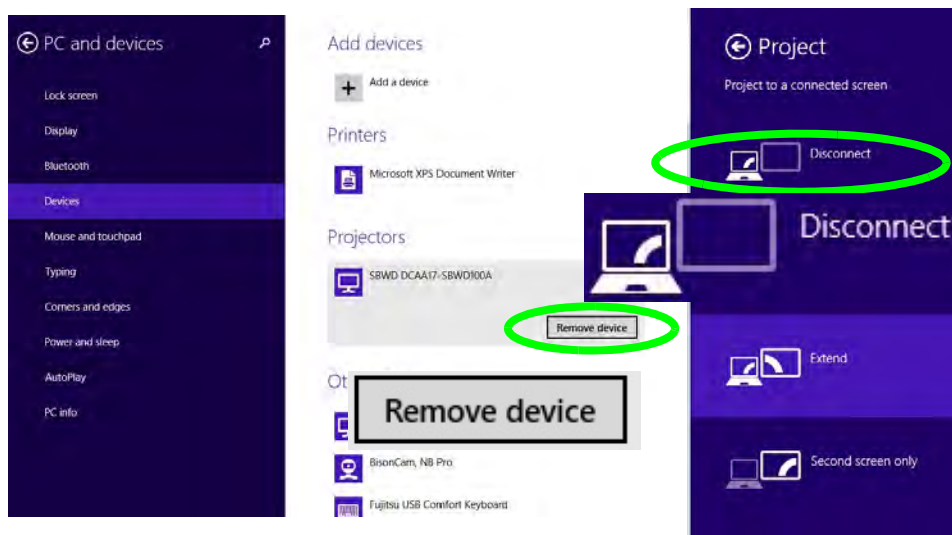 PC and devices
Lock screen
Display
Bluetooth
Devices
Mouse and touchpad
Typing
Corners and edges
Power and sleep
AutoPlay
PC info
Add devices
Add a device
Printers
Microsoft XPS Document Writer
Projectors
SBWD DCAA17-SBWD100A
Remove device
Ot
Remove device
BisonCam, NB Pro
Fujitsu USB Comfort Keyboard
Project
Project to a connected screen
Disconnect
Disconnect
Extend
Second screen only